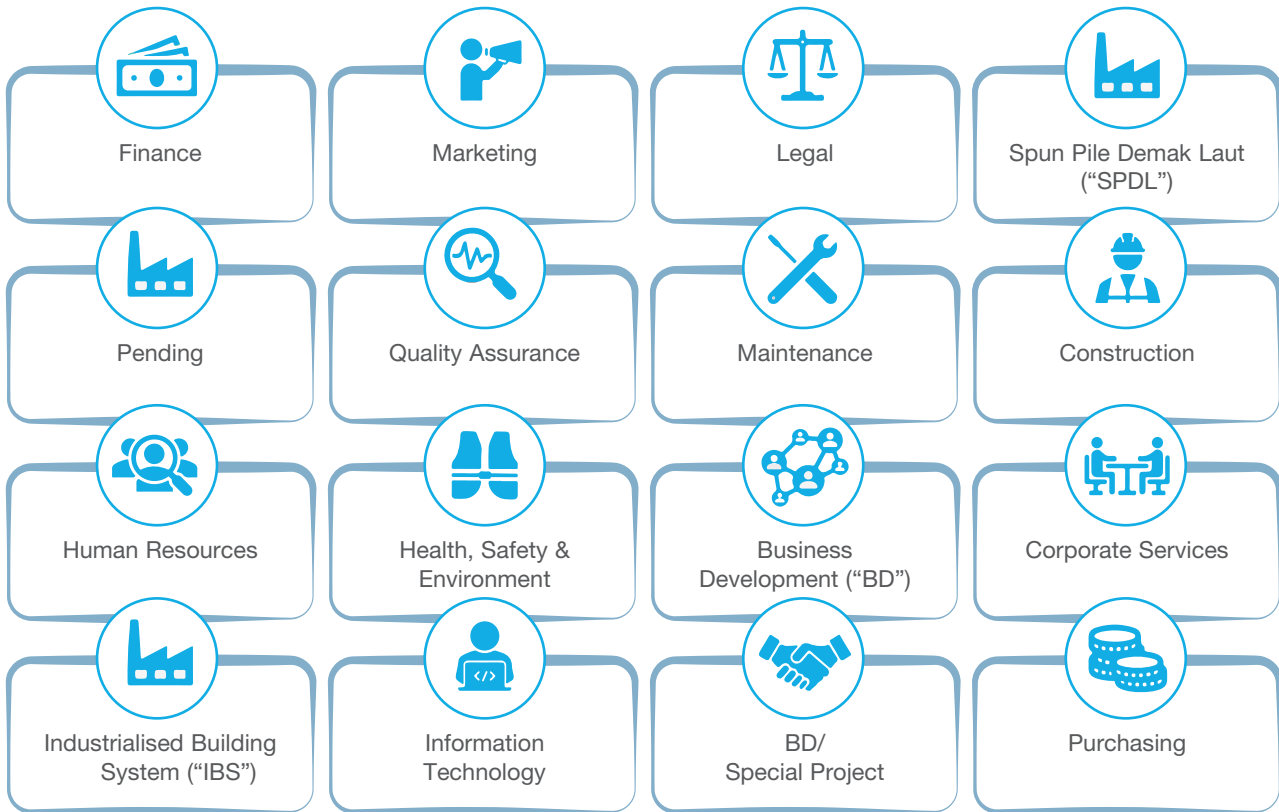 Finance
Marketing
Legal
Spun Pile Demak Laut
(“SPDL”)
Pending
Quality Assurance
Maintenance
Construction
Human Resources
Health, Safety &
Environment
Business
Development (“BD”)
Corporate Services
Industrialised Building
System (“IBS”)
Information
Technology
BD/
Special Project
Purchasing